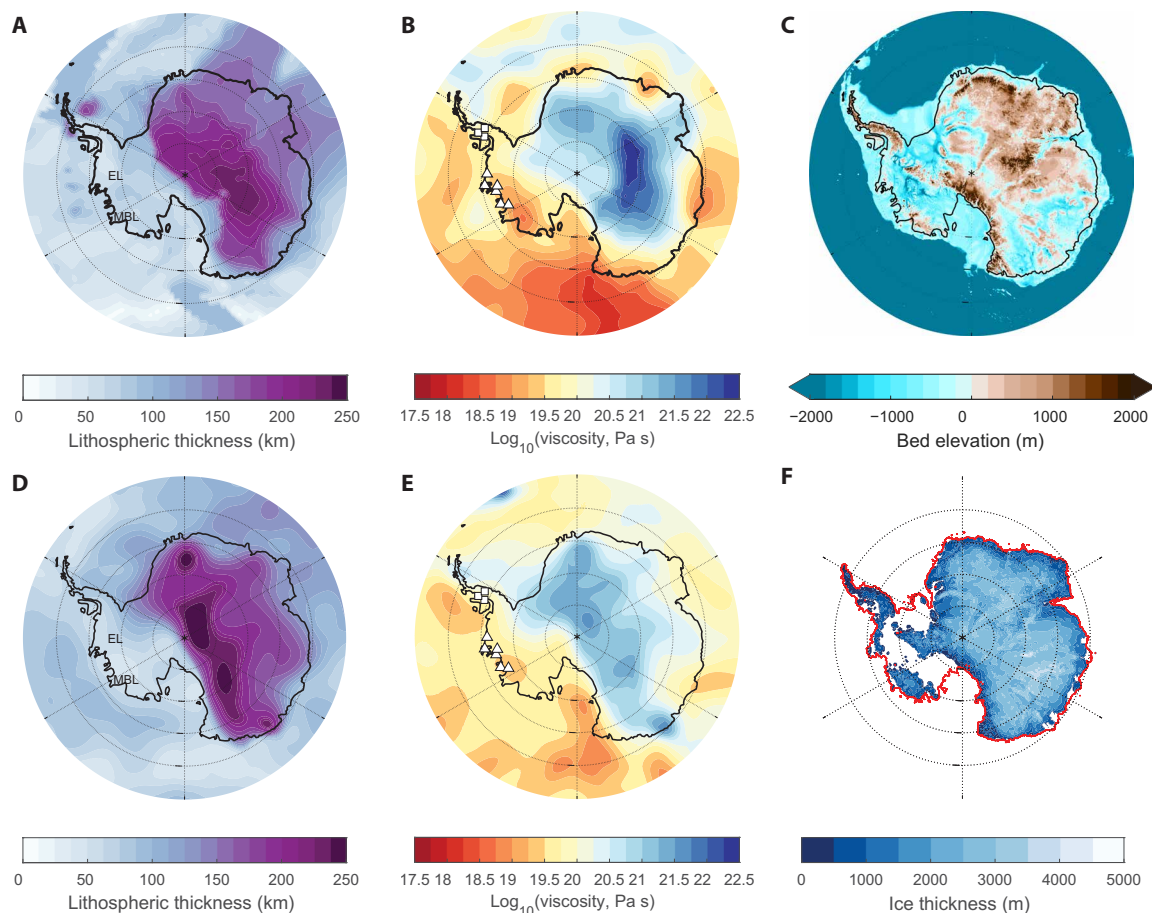 A
B
C
EL
MBL
0 50 100 150 200 250
Lithospheric thickness (km)
17.5 18 18.5 19 19.5 20 20.5 21 21.5 22 22.5
Log10(viscosity, Pa s)
−2000 −1000 0 1000 2000
Bed elevation (m)
D
E
F
EL
MBL
0 50 100 150 200 250
Lithospheric thickness (km)
17.5 18 18.5 19 19.5 20 20.5 21 21.5 22 22.5
Log10(viscosity, Pa s)
0 1000 2000 3000 4000 5000
Ice thickness (m)